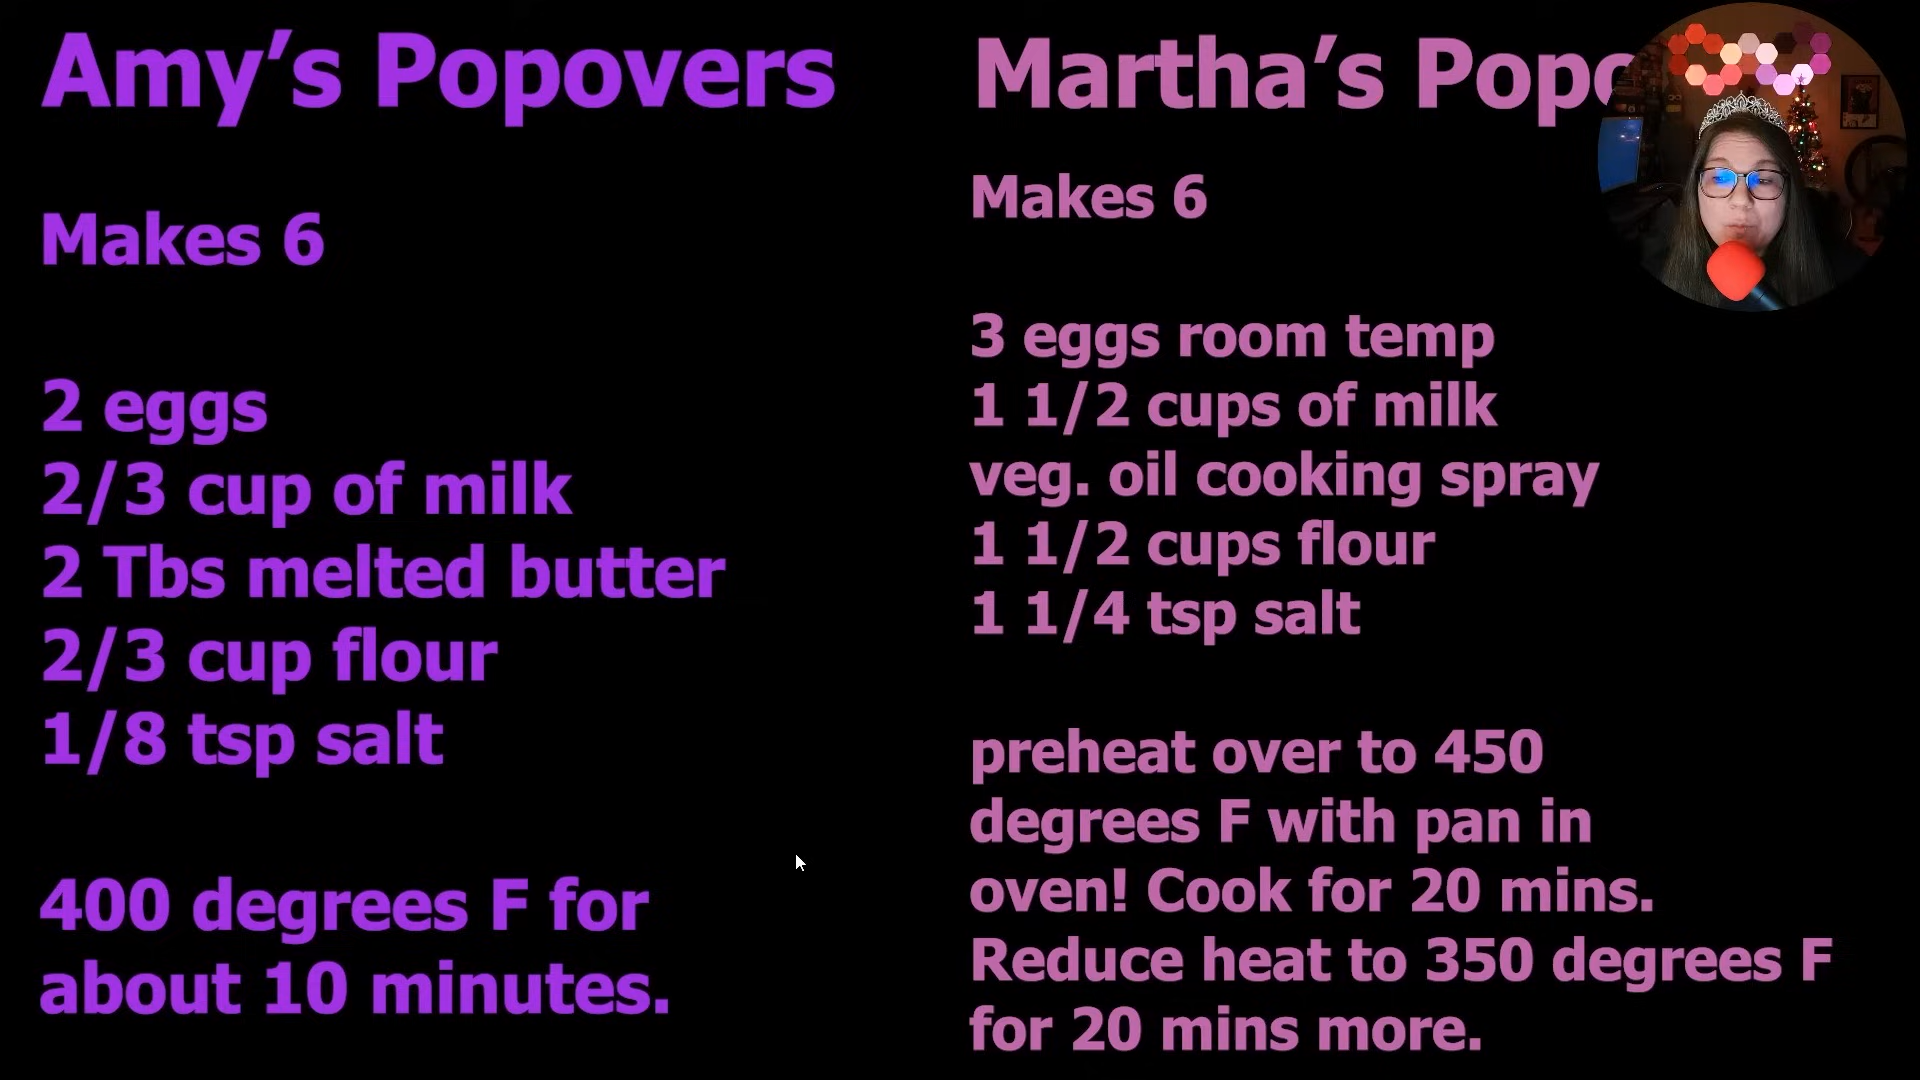 Amy's Popovers
Makes 6
2 eggs
2/3 cup of milk
2 Tbs melted butter
2/3 cup flour
1/8 tsp salt
400 degrees F for
about 10 minutes.
Martha's
Makes 6
3 eggs room temp
1 1/2 cups of milk
veg. oil cooking spray
1 1/2 cups flour
1 1/4 tsp salt
preheat over to 450
degrees F with pan in
oven! Cook for 20 mins.
Reduce heat to 350 degrees F
for 20 mins more.